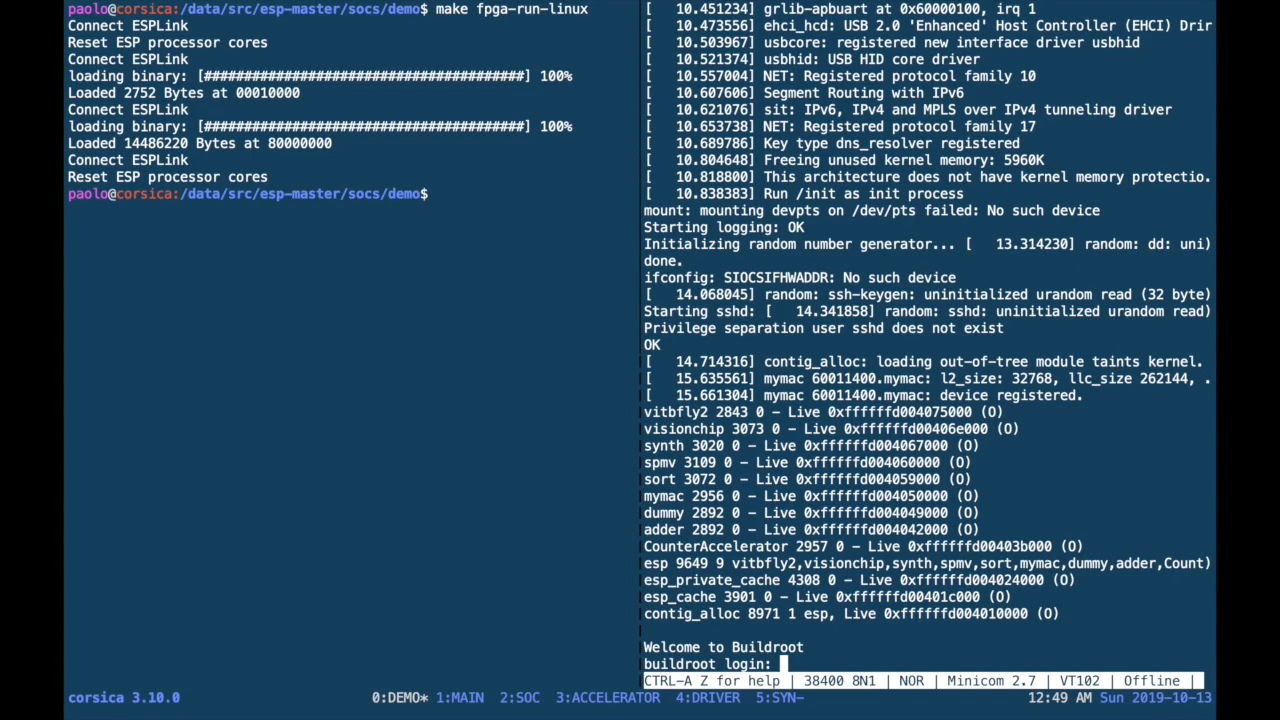 paolo@corsica:/data/src/esp-master/socs/demo$ make fpga-run-linux
Connect ESPLink
Reset ESP processor cores
Connect ESPLink
loading binary: [########################################] 100%
Loaded 2752 Bytes at 00010000
Connect ESPLink
loading binary: [########################################] 100%
Loaded 14486220 Bytes at 80000000
Connect ESPLink
Reset ESP processor cores
paolo@corsica:/data/src/esp-master/socs/demo$
[   10.451234] grlib-apbuart at 0x60000100, irq 1
[   10.473556] ehci_hcd: USB 2.0 'Enhanced' Host Controller (EHCI) Drir
[   10.503967] usbcore: registered new interface driver usbhid
[   10.521374] usbhid: USB HID core driver
[   10.557004] NET: Registered protocol family 10
[   10.607606] Segment Routing with IPv6
[   10.621076] sit: IPv6, IPv4 and MPLS over IPv4 tunneling driver
[   10.653738] NET: Registered protocol family 17
[   10.689786] Key type dns_resolver registered
[   10.804648] Freeing unused kernel memory: 5960K
[   10.818800] This architecture does not have kernel memory protectio.
[   10.838383] Run /init as init process
mount: mounting devpts on /dev/pts failed: No such device
Starting logging: OK
Initializing random number generator... [   13.314230] random: dd: uni)
done.
ifconfig: SIOCSIFHWADDR: No such device
[   14.068045] random: ssh-keygen: uninitialized urandom read (32 byte)
Starting sshd: [   14.341858] random: sshd: uninitialized urandom read)
Privilege separation user sshd does not exist
OK
[   14.714316] contig_alloc: loading out-of-tree module taints kernel.
[   15.635561] mymac 60011400.mymac: l2_size: 32768, llc_size 262144, .
[   15.661304] mymac 60011400.mymac: device registered.
vitbfly2 2843 0 - Live 0xffffffd004075000 (O)
visionchip 3073 0 - Live 0xffffffd00406e000 (O)
synth 3020 0 - Live 0xffffffd004067000 (O)
spmv 3109 0 - Live 0xffffffd004060000 (O)
sort 3072 0 - Live 0xffffffd004059000 (O)
mymac 2956 0 - Live 0xffffffd004050000 (O)
dummy 2892 0 - Live 0xffffffd004049000 (O)
adder 2892 0 - Live 0xffffffd004042000 (O)
CounterAccelerator 2957 0 - Live 0xffffffd00403b000 (O)
esp 9649 9 vitbfly2,visionchip,synth,spmv,sort,mymac,dummy,adder,Count)
esp_private_cache 4308 0 - Live 0xffffffd004024000 (O)
esp_cache 3901 0 - Live 0xffffffd00401c000 (O)
contig_alloc 8971 1 esp, Live 0xffffffd004010000 (O)
Welcome to Buildroot
buildroot login:
CTRL-A Z for help | 38400 8N1 | NOR | Minicom 2.7 | VT102 | Offline |
corsica 3.10.0 0:DEMO* 1:MAIN 2:SOC 3:ACCELERATOR 4:DRIVER 5:SYN- 12:49 AM Sun 2019-10-13